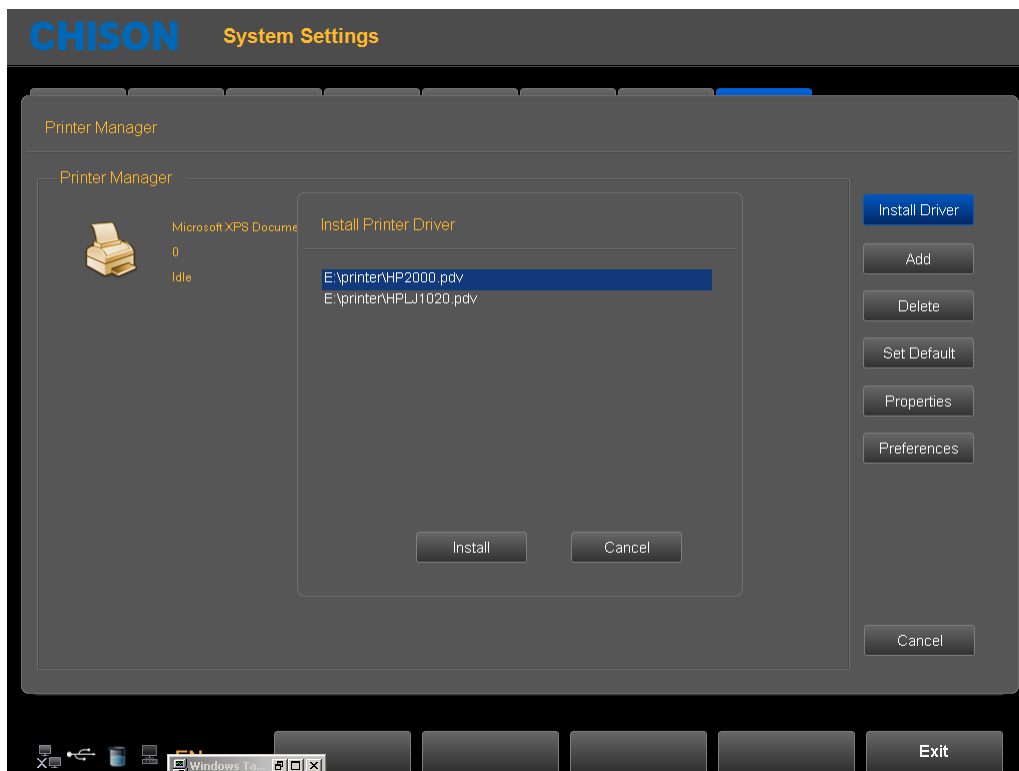 CHISON
System Settings
Printer Manager
Printer Manager
Microsoft XPS Docume
0
Idle
Install Printer Driver
E:\printer\HP2000.pdv
E:\printer\HPLJ1020.pdv
Install
Cancel
Install Driver
Add
Delete
Set Default
Properties
Preferences
Cancel
EN
Windows Ta...
Exit